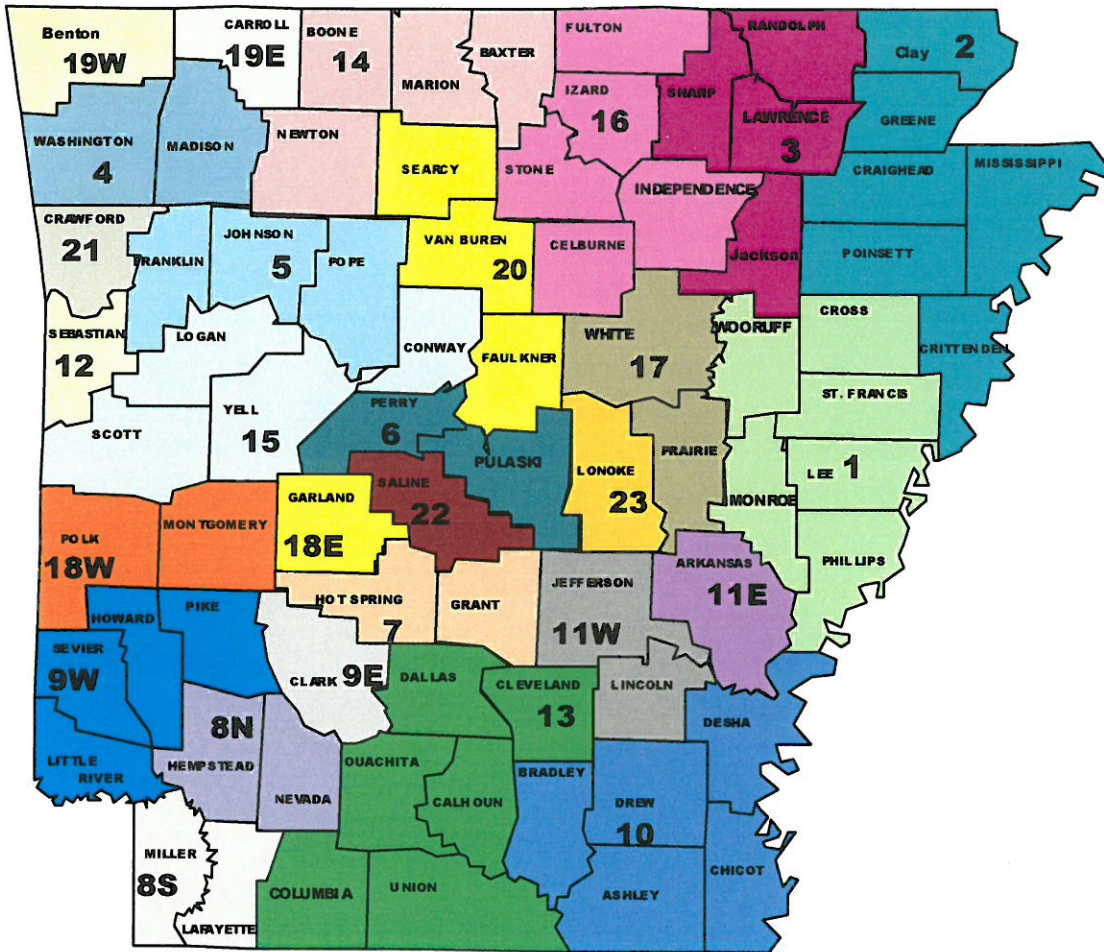 Benton
19W
CARROLL
19E
BOONE
14
MARION
BAXTER
FULTON
RANDOLPH
Clay 2
WASHINGTON
4
MADISON
NEWTON
SEARCY
IZARD
16
STONE
SHARP
LAWRENCE
3
GREENE
CRAIGHEAD
MISSISSIPPI
INDEPENDENCE
CRAWFORD
21
FRANKLIN
JOHNSON
5
POPE
VAN BUREN
20
CELBURNE
Jackson
POINSETT
SEBASTIAN
12
LOGAN
CONWAY
FAULKNER
WHITE
17
WOORUFF
CROSS
CRITTENDEN
SCOTT
YELL
15
PERRY
6
PULASKI
LONOKE
23
PRAIRIE
ST. FRANCIS
LEE 1
MONROE
PHILLIPS
POLK
18W
MONTGOMERY
GARLAND
18E
SALINE
22
HOT SPRING
7
GRANT
JEFFERSON
11W
ARKANSAS
11E
HOWARD
PIKE
SEVIER
9W
CLARK 9E
DALLAS
CLEVELAND
13
LINCOLN
DESHA
LITTLE
RIVER
8N
HEMPSTEAD
NEVADA
OUACHITA
CALHOUN
BRADLEY
DREW
10
CHICOT
MILLER
8S
LAFAYETTE
COLUMBIA
UNION
ASHLEY